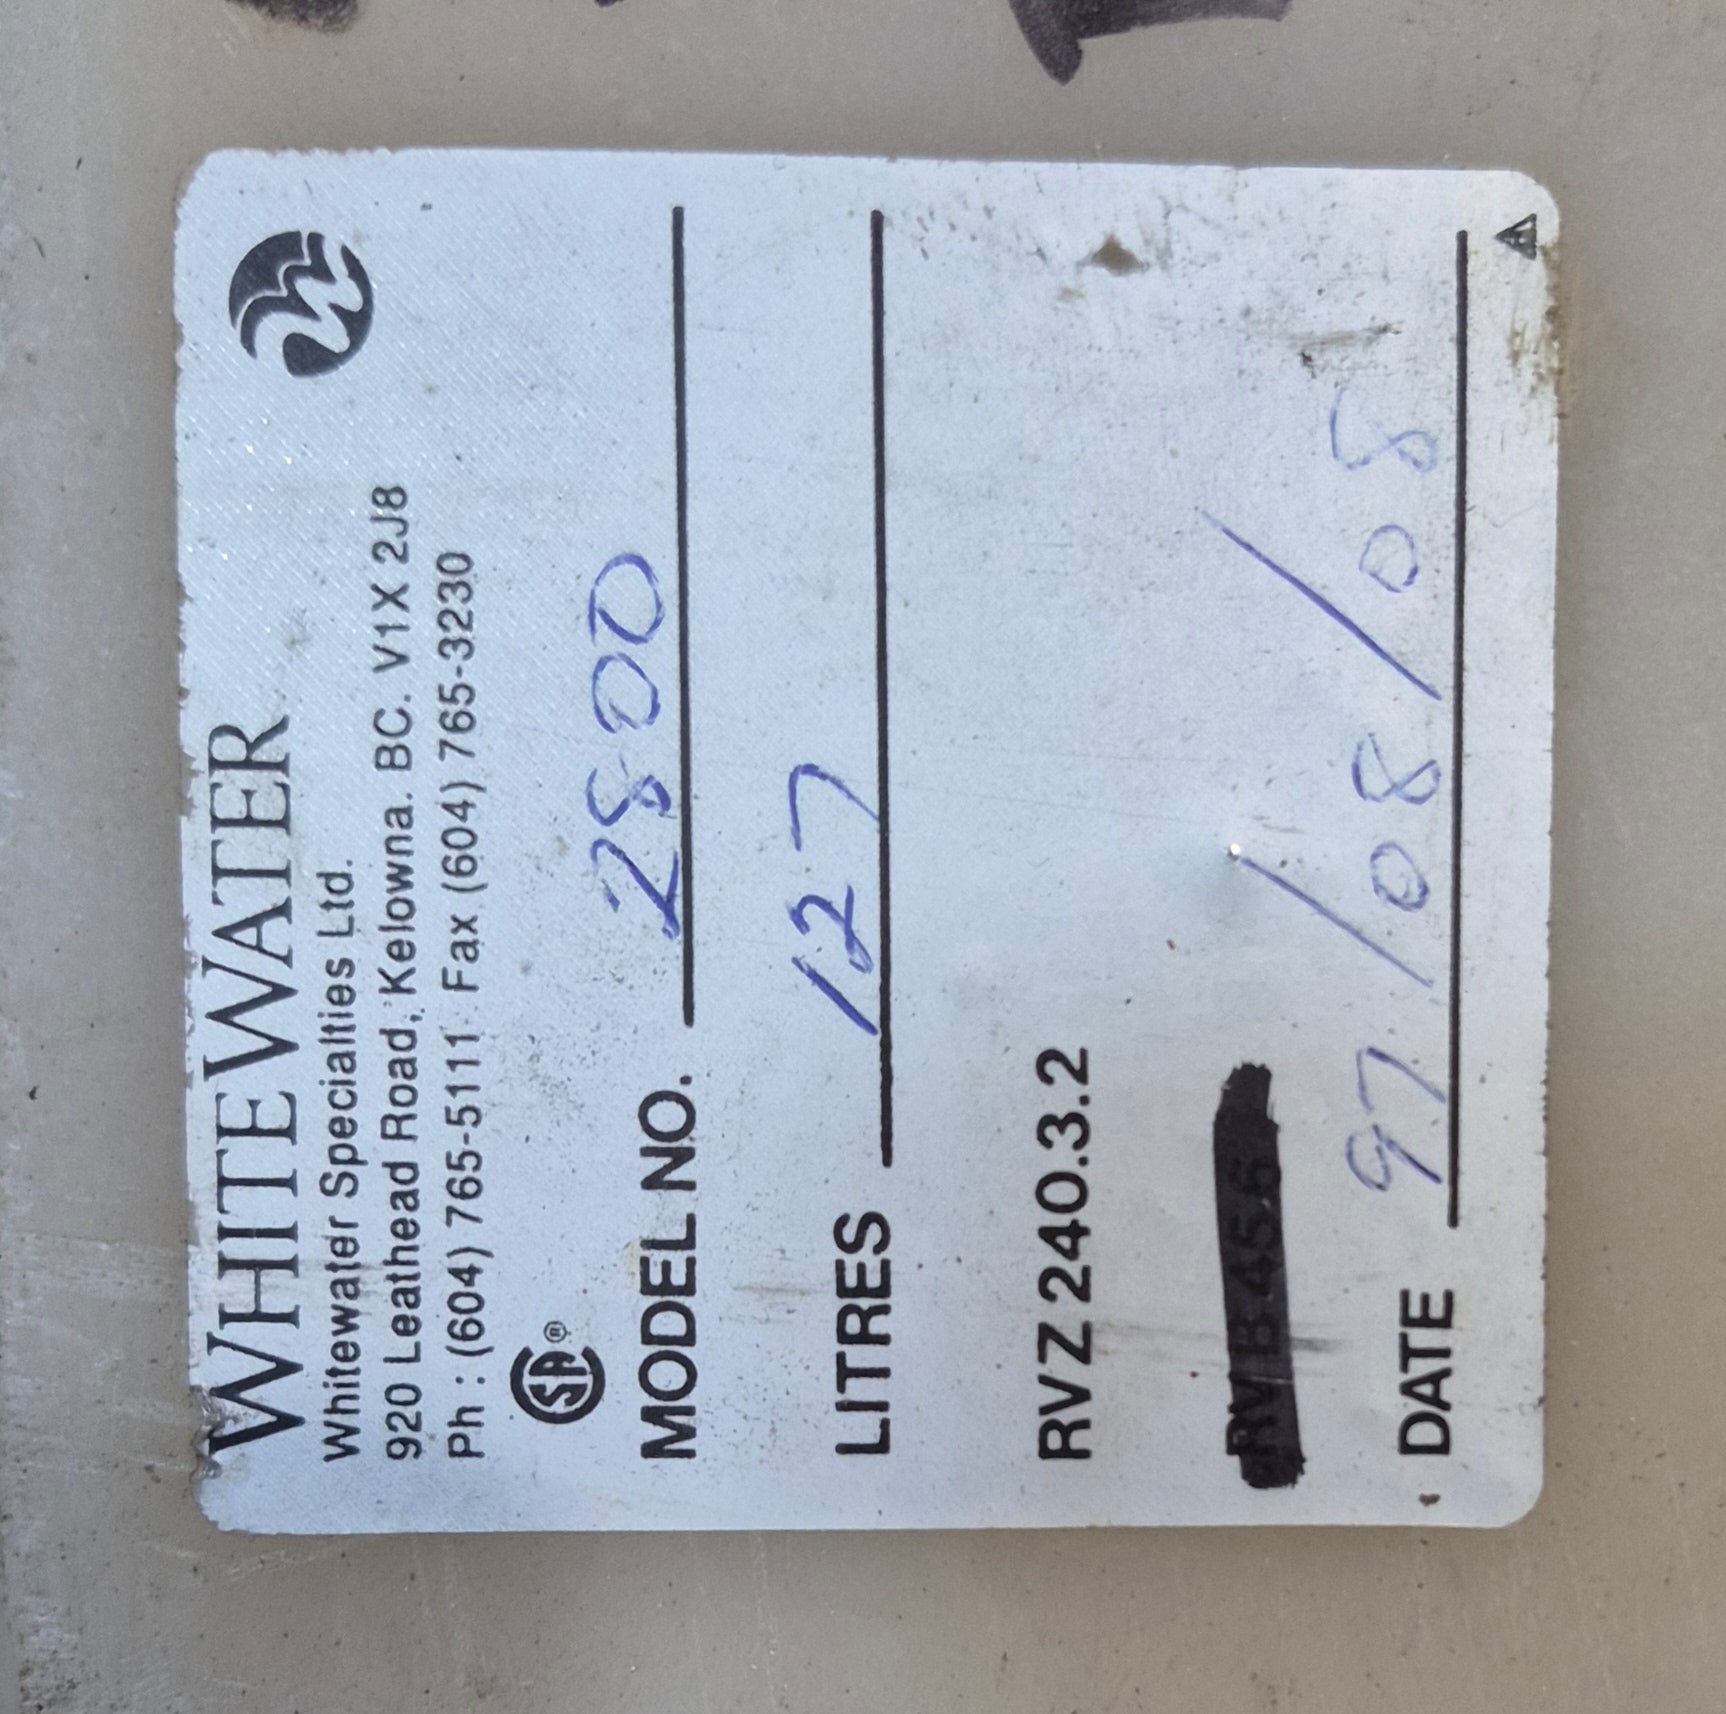 WHITEWATER
Whitewater Specialties Ltd.
920 Leathead Road, Kelowna. BC. V1X 2J8
Ph : (604) 765-5111 Fax (604) 765-3230
SA ®
MODEL NO. 2800
LITRES 127
RVZ 240.3.2
DATE 97/08/08